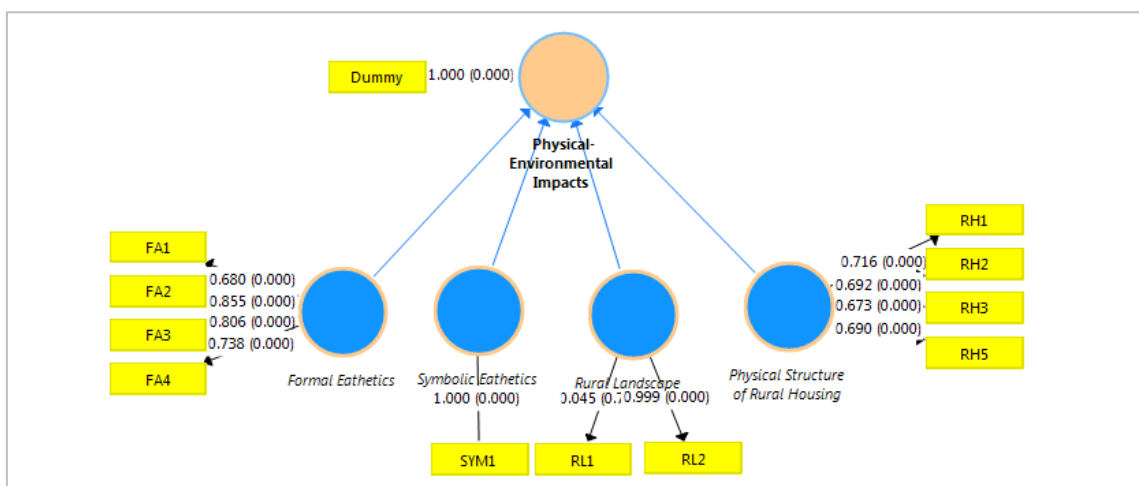 Dummy
1.000 (0.000)
Physical-
Environmental
Impacts
FA1
FA2
FA3
FA4
0.680 (0.000)
0.855 (0.000)
0.806 (0.000)
0.738 (0.000)
Formal Eathetics
Symbolic Eathetics
1.000 (0.000)
SYM1
Rural Landscape
0.999 (0.000)
RL1
RL2
Physical Structure
of Rural Housing
0.716 (0.000)
0.692 (0.000)
0.673 (0.000)
0.690 (0.000)
RH1
RH2
RH3
RH5